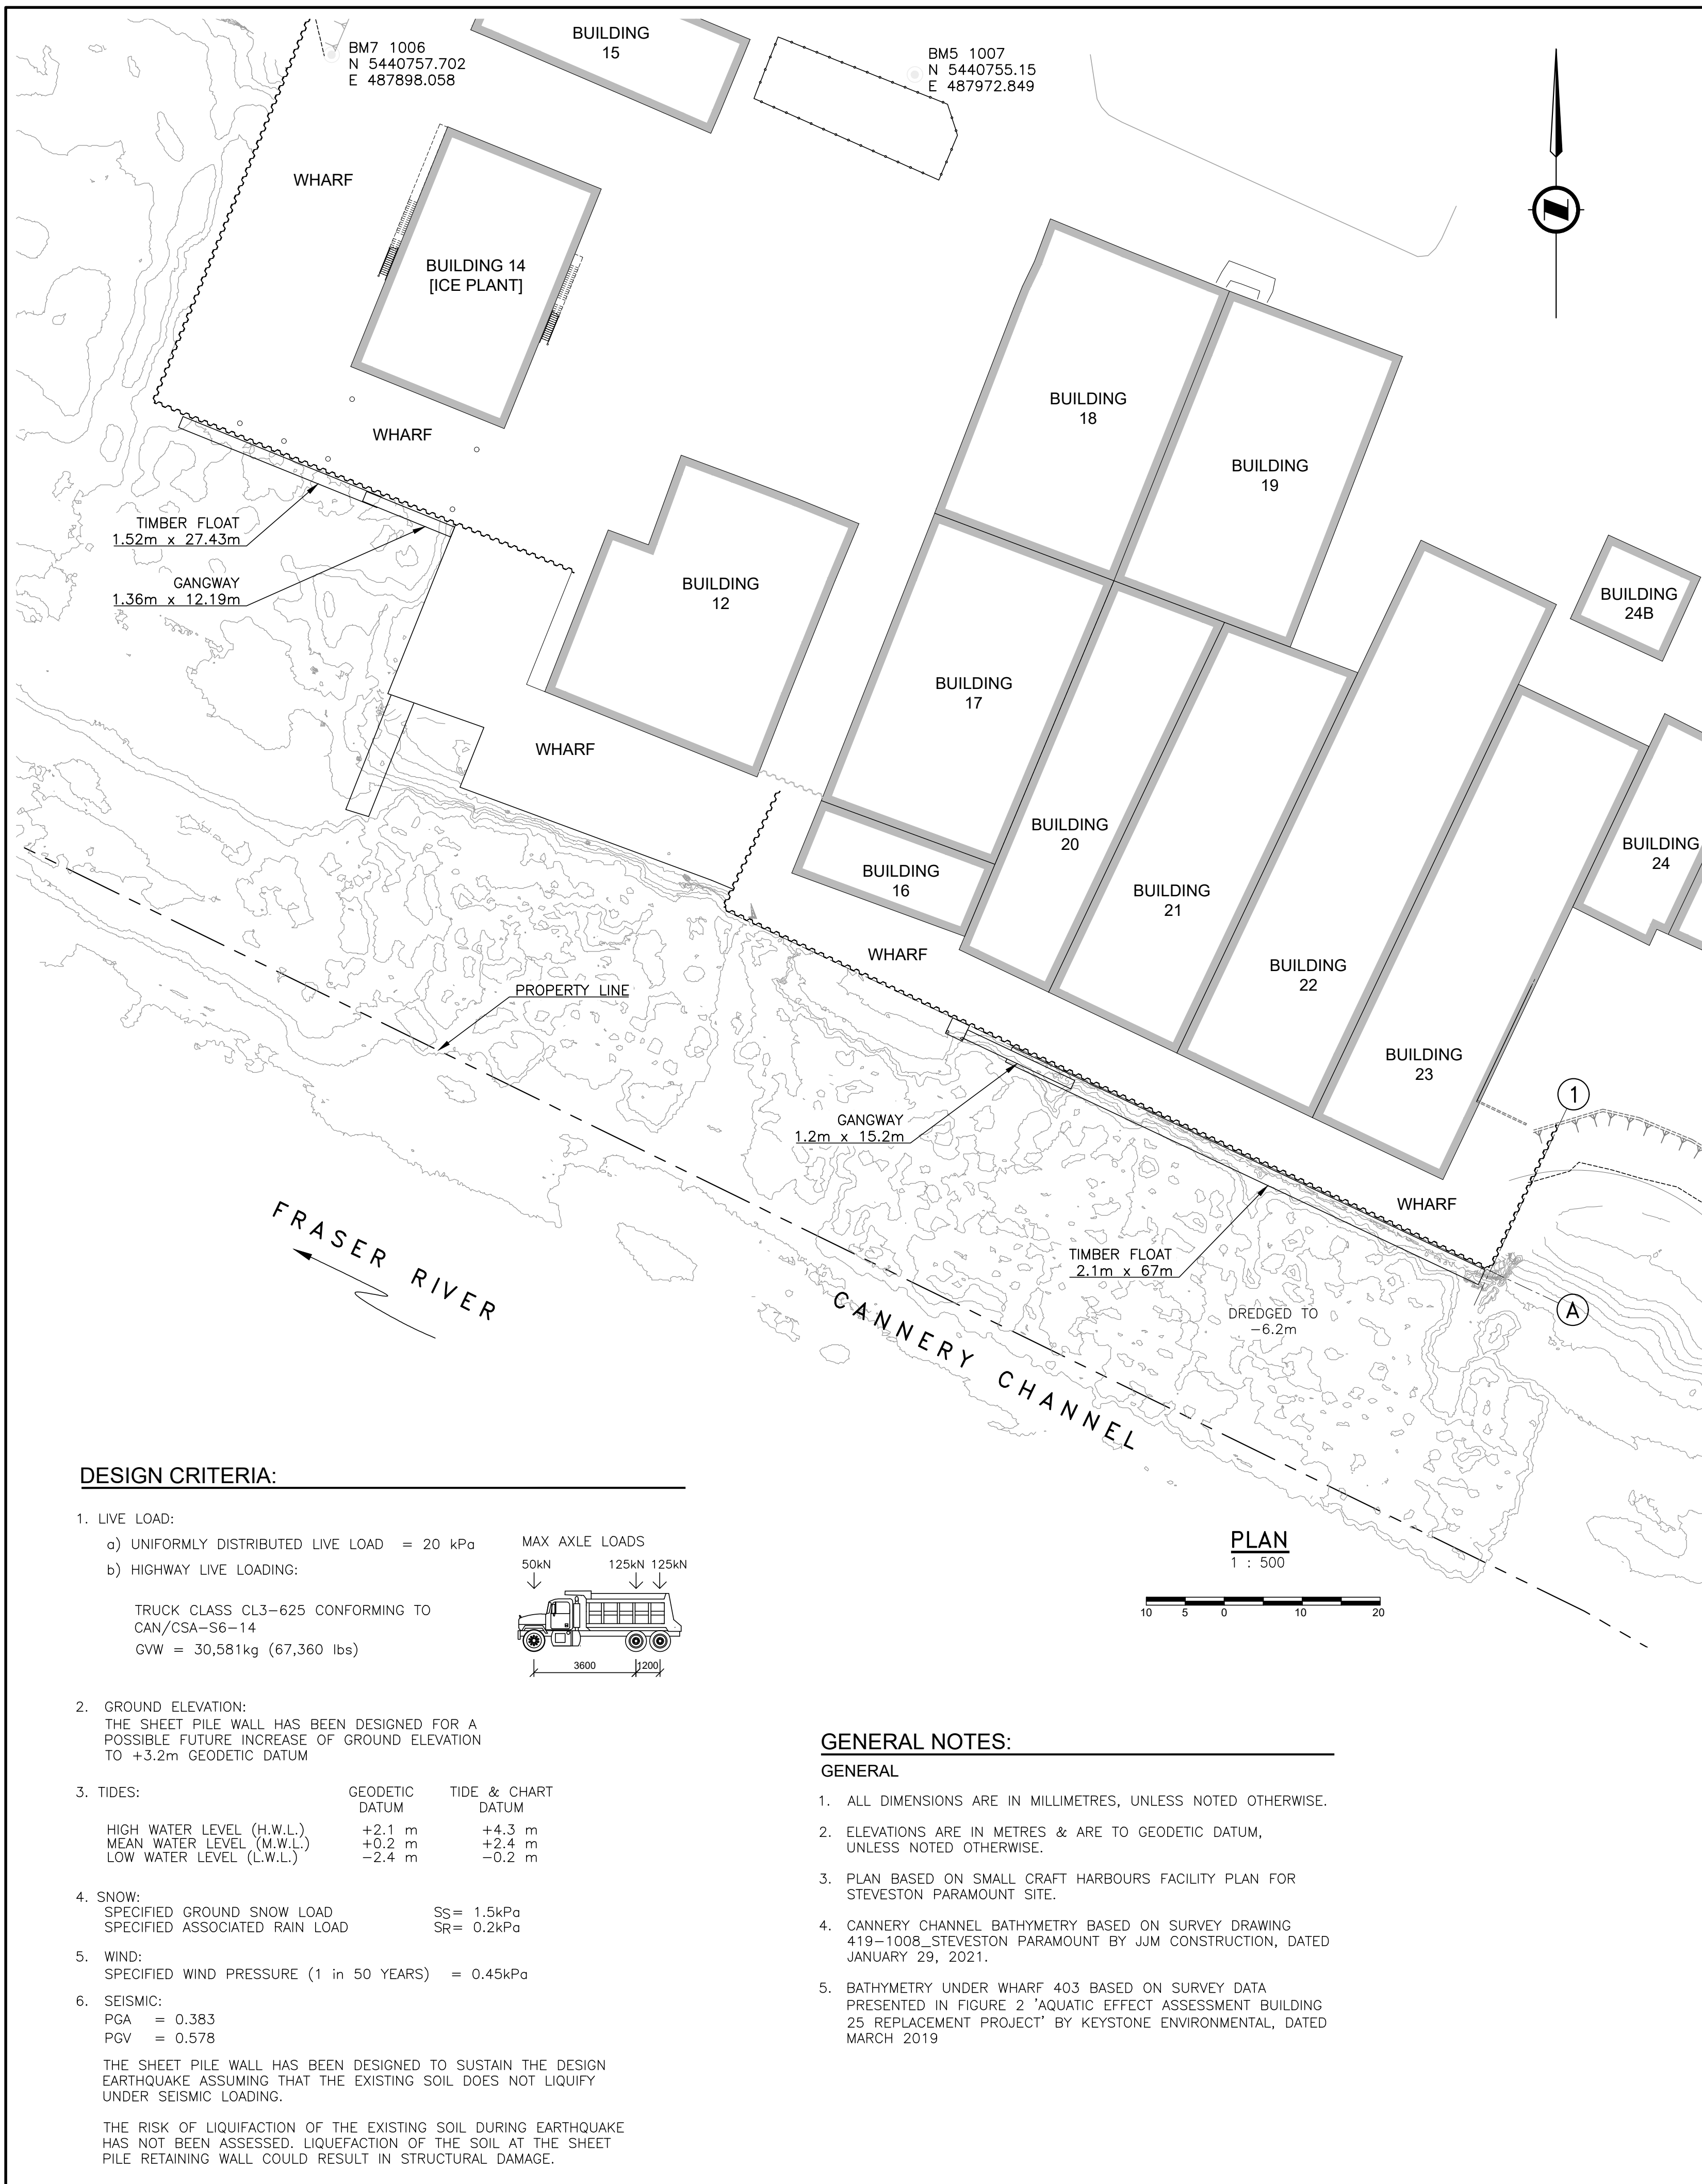 BM7 1006
N 5440757.702
E 487898.058
BUILDING
15
BM5 1007
N 5440755.15
E 487972.849
WHARF
BUILDING 14
[ICE PLANT]
N
WHARF
BUILDING
18
BUILDING
19
TIMBER FLOAT
1.52m x 27.43m
GANGWAY
1.36m x 12.19m
BUILDING
12
BUILDING
24B
BUILDING
17
WHARF
BUILDING
20
BUILDING
24
BUILDING
16
BUILDING
21
WHARF
BUILDING
22
PROPERTY LINE
BUILDING
23
1
GANGWAY
1.2m x 15.2m
WHARF
FRASER RIVER
TIMBER FLOAT
2.1m x 67m
CANNERY CHANNEL
DREDGED TO
-6.2m
A
PLAN
1 : 500
10 5 0 10 20
DESIGN CRITERIA:
1. LIVE LOAD:
a) UNIFORMLY DISTRIBUTED LIVE LOAD = 20 kPa
b) HIGHWAY LIVE LOADING:
TRUCK CLASS CL3-625 CONFORMING TO
CAN/CSA-S6-14
GVW = 30,581kg (67,360 lbs)
MAX AXLE LOADS
50kN 125kN 125kN
3600 1200
2. GROUND ELEVATION:
THE SHEET PILE WALL HAS BEEN DESIGNED FOR A
POSSIBLE FUTURE INCREASE OF GROUND ELEVATION
TO +3.2m GEODETIC DATUM
3. TIDES: GEODETIC TIDE & CHART
DATUM DATUM
HIGH WATER LEVEL (H.W.L.) +2.1 m +4.3 m
MEAN WATER LEVEL (M.W.L.) +0.2 m +2.4 m
LOW WATER LEVEL (L.W.L.) -2.4 m -0.2 m
4. SNOW:
SPECIFIED GROUND SNOW LOAD SS= 1.5kPa
SPECIFIED ASSOCIATED RAIN LOAD SR= 0.2kPa
5. WIND:
SPECIFIED WIND PRESSURE (1 in 50 YEARS) = 0.45kPa
6. SEISMIC:
PGA = 0.383
PGV = 0.578
THE SHEET PILE WALL HAS BEEN DESIGNED TO SUSTAIN THE DESIGN
EARTHQUAKE ASSUMING THAT THE EXISTING SOIL DOES NOT LIQUIFY
UNDER SEISMIC LOADING.
THE RISK OF LIQUIFACTION OF THE EXISTING SOIL DURING EARTHQUAKE
HAS NOT BEEN ASSESSED. LIQUEFACTION OF THE SOIL AT THE SHEET
PILE RETAINING WALL COULD RESULT IN STRUCTURAL DAMAGE.
GENERAL NOTES:
GENERAL
1. ALL DIMENSIONS ARE IN MILLIMETRES, UNLESS NOTED OTHERWISE.
2. ELEVATIONS ARE IN METRES & ARE TO GEODETIC DATUM,
UNLESS NOTED OTHERWISE.
3. PLAN BASED ON SMALL CRAFT HARBOURS FACILITY PLAN FOR
STEVESTON PARAMOUNT SITE.
4. CANNERY CHANNEL BATHYMETRY BASED ON SURVEY DRAWING
419-1008_STEVESTON PARAMOUNT BY JJM CONSTRUCTION, DATED
JANUARY 29, 2021.
5. BATHYMETRY UNDER WHARF 403 BASED ON SURVEY DATA
PRESENTED IN FIGURE 2 'AQUATIC EFFECT ASSESSMENT BUILDING
25 REPLACEMENT PROJECT' BY KEYSTONE ENVIRONMENTAL, DATED
MARCH 2019